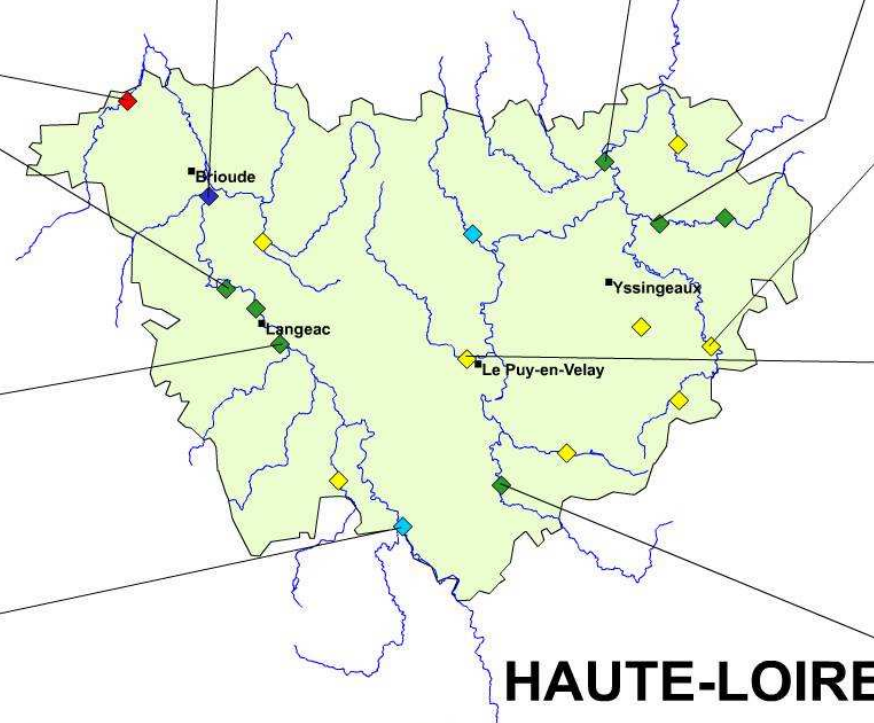 Brioude
Yssingeaux
Langeac
Le Puy-en-Velay
HAUTE-LOIRE